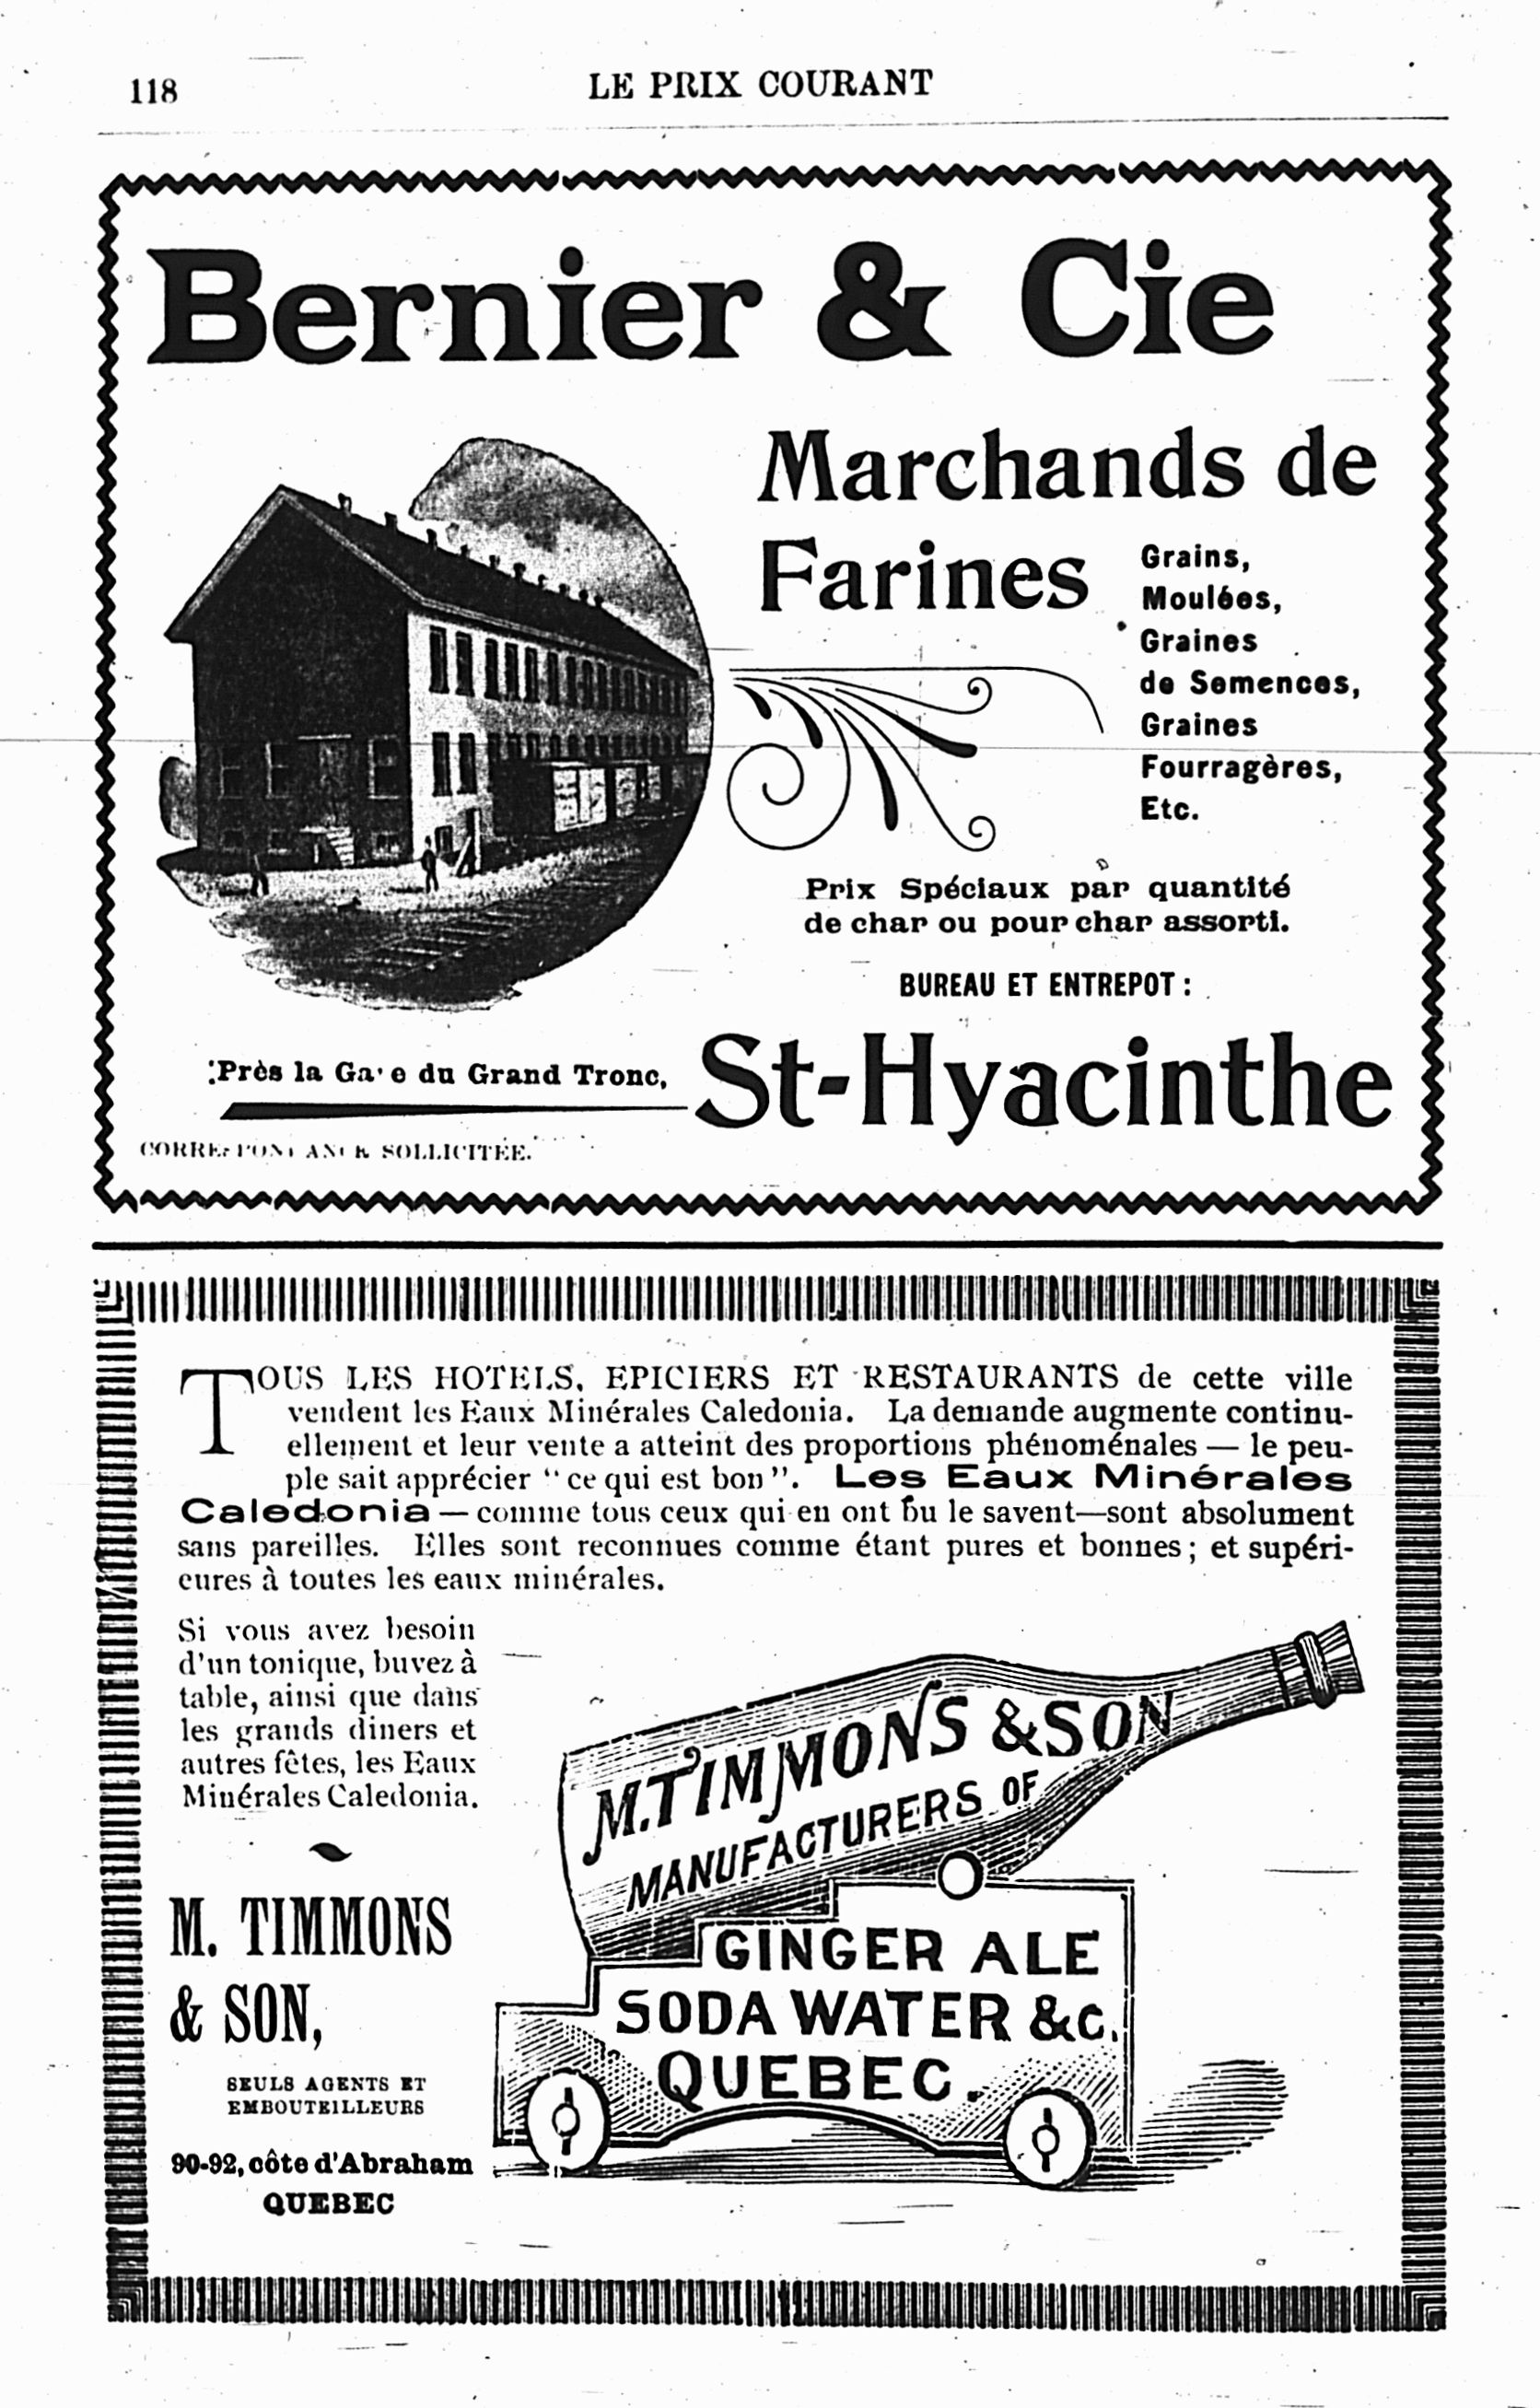 118
LE PRIX COURANT
Bernier & Cie
Marchands de
Farines
Grains,
Moulées,
Graines
de Semences,
Graines
Fourragères,
Etc.
Prix Spéciaux par quantité
de char ou pour char assorti.
BUREAU ET ENTREPOT :
Près la Gare du Grand Tronc,
St-Hyacinthe
CORRESPONDANCE SOLLICITÉE.
TOUS LES HOTELS, EPICIERS ET RESTAURANTS de cette ville
vendent les Eaux Minérales Caledonia. La demande augmente continu-
ellement et leur vente a atteint des proportions phénoménales — le peu-
ple sait apprécier “ ce qui est bon ”. Les Eaux Minérales
Caledonia — comme tous ceux qui en ont bu le savent—sont absolument
sans pareilles. Elles sont reconnues comme étant pures et bonnes ; et supéri-
eures à toutes les eaux minérales.
Si vous avez besoin
d'un tonique, buvez à
table, ainsi que dans
les grands diners et
autres fêtes, les Eaux
Minérales Caledonia.
M. TIMMONS
& SON,
SEULS AGENTS ET
EMBOUTEILLEURS
90-92, côte d'Abraham
QUEBEC
M. TIMMONS & SON
MANUFACTURERS OF
GINGER ALE
SODA WATER &c.
QUEBEC.